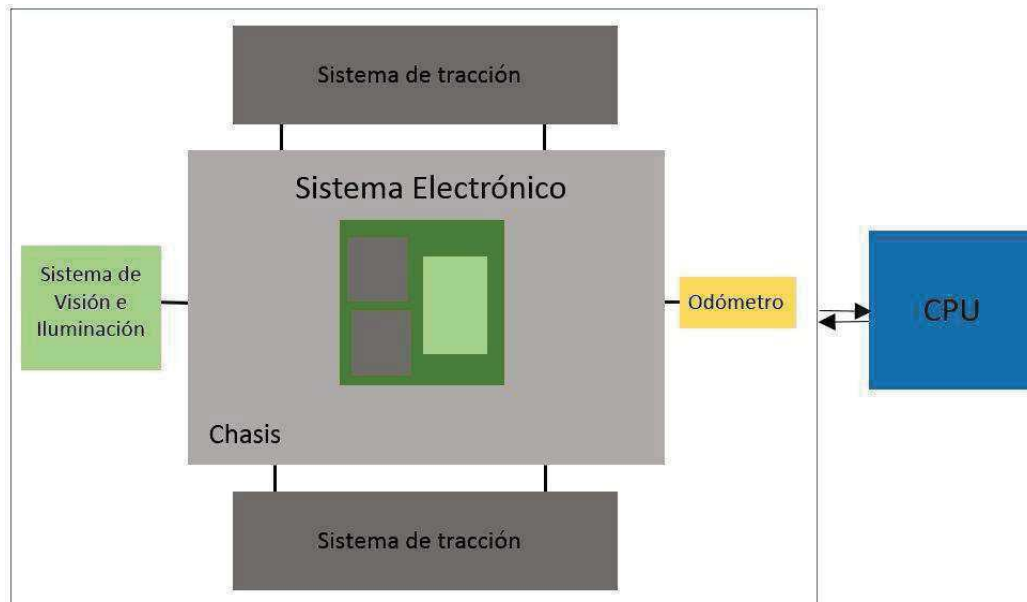 Sistema de tracción
Sistema Electrónico
Sistema de
Visión e
Iluminación
Odómetro
CPU
Chasis
Sistema de tracción